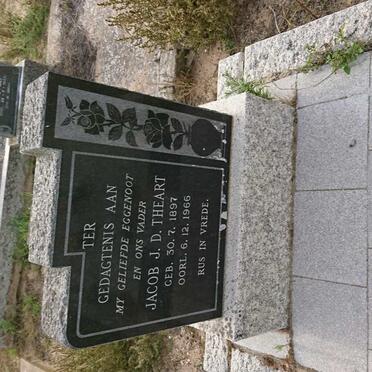 TER
GEDAGTENIS AAN
MY GELIEFDE EGGENOOT
EN ONS VADER
JACOB J. D. THEART
GEB. 30. 7. 1897
OORL. 6. 12. 1966
RUS IN VREDE.